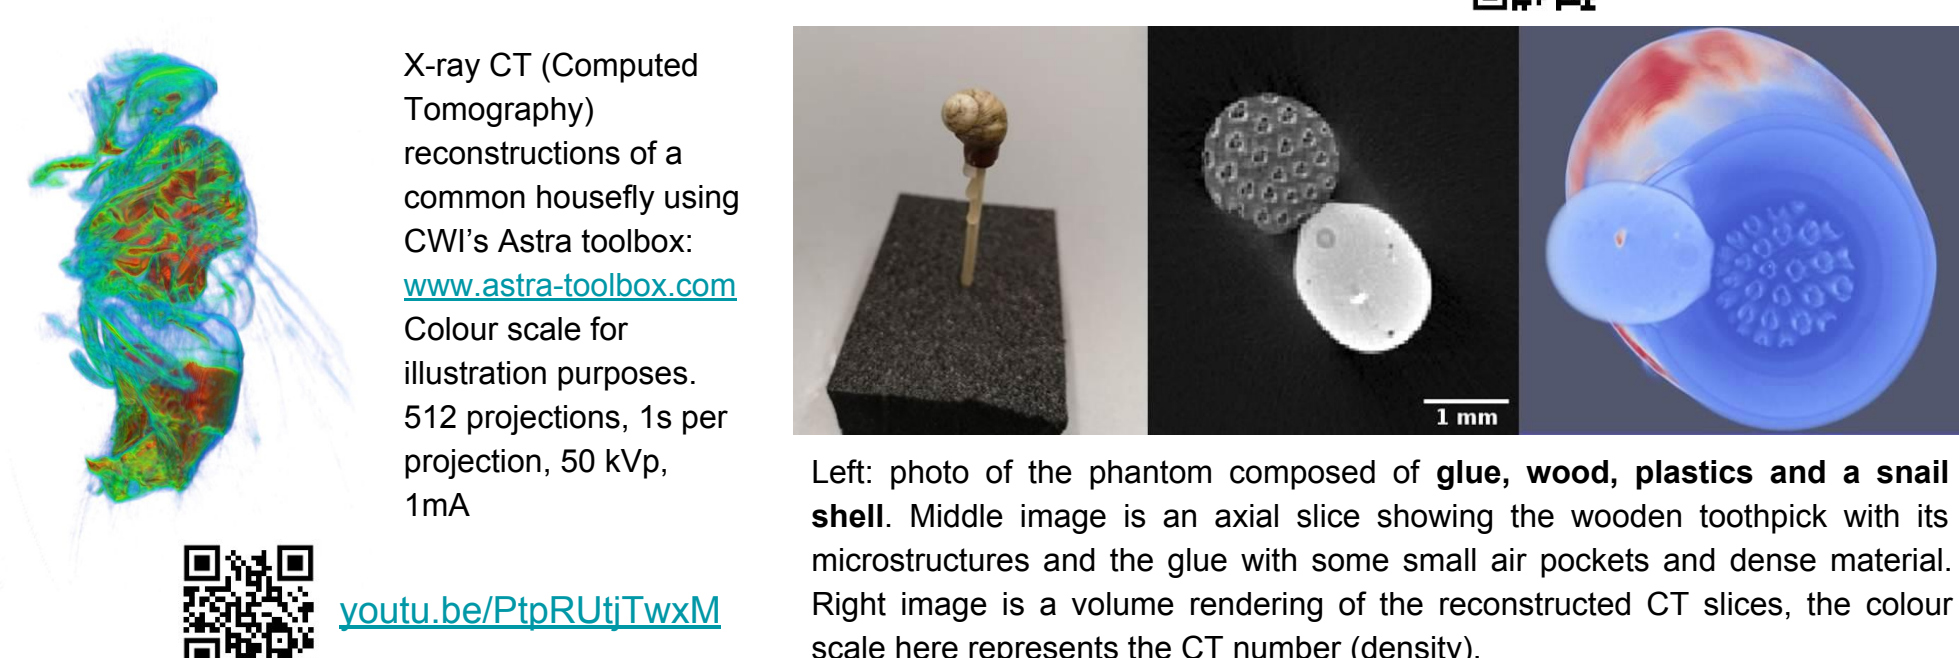 X-ray CT (Computed
Tomography)
reconstructions of a
common housefly using
CWI’s Astra toolbox:
www.astra-toolbox.com
Colour scale for
illustration purposes.
512 projections, 1s per
projection, 50 kVp,
1mA
youtu.be/PtpRUtjTwxM
1 mm
Left: photo of the phantom composed of glue, wood, plastics and a snail
shell. Middle image is an axial slice showing the wooden toothpick with its
microstructures and the glue with some small air pockets and dense material.
Right image is a volume rendering of the reconstructed CT slices, the colour
scale here represents the CT number (density).